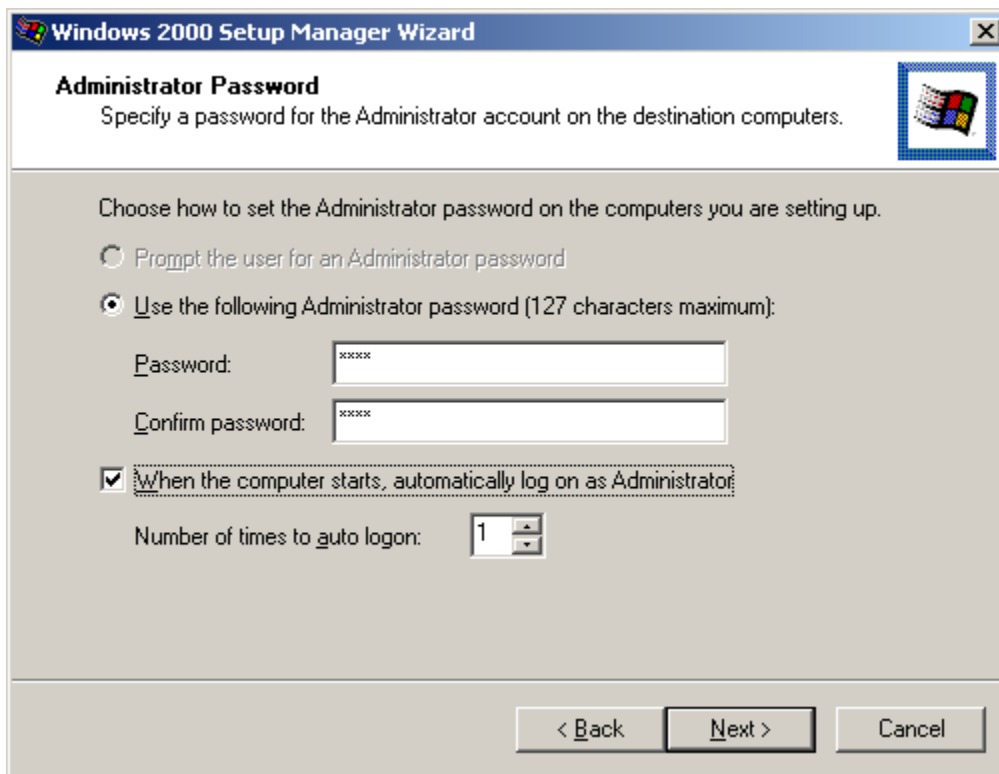 Windows 2000 Setup Manager Wizard
Administrator Password
Specify a password for the Administrator account on the destination computers.
Choose how to set the Administrator password on the computers you are setting up.
Prompt the user for an Administrator password
Use the following Administrator password (127 characters maximum):
Password: ****
Confirm password: ****
When the computer starts, automatically log on as Administrator
Number of times to auto logon: 1
< Back Next > Cancel